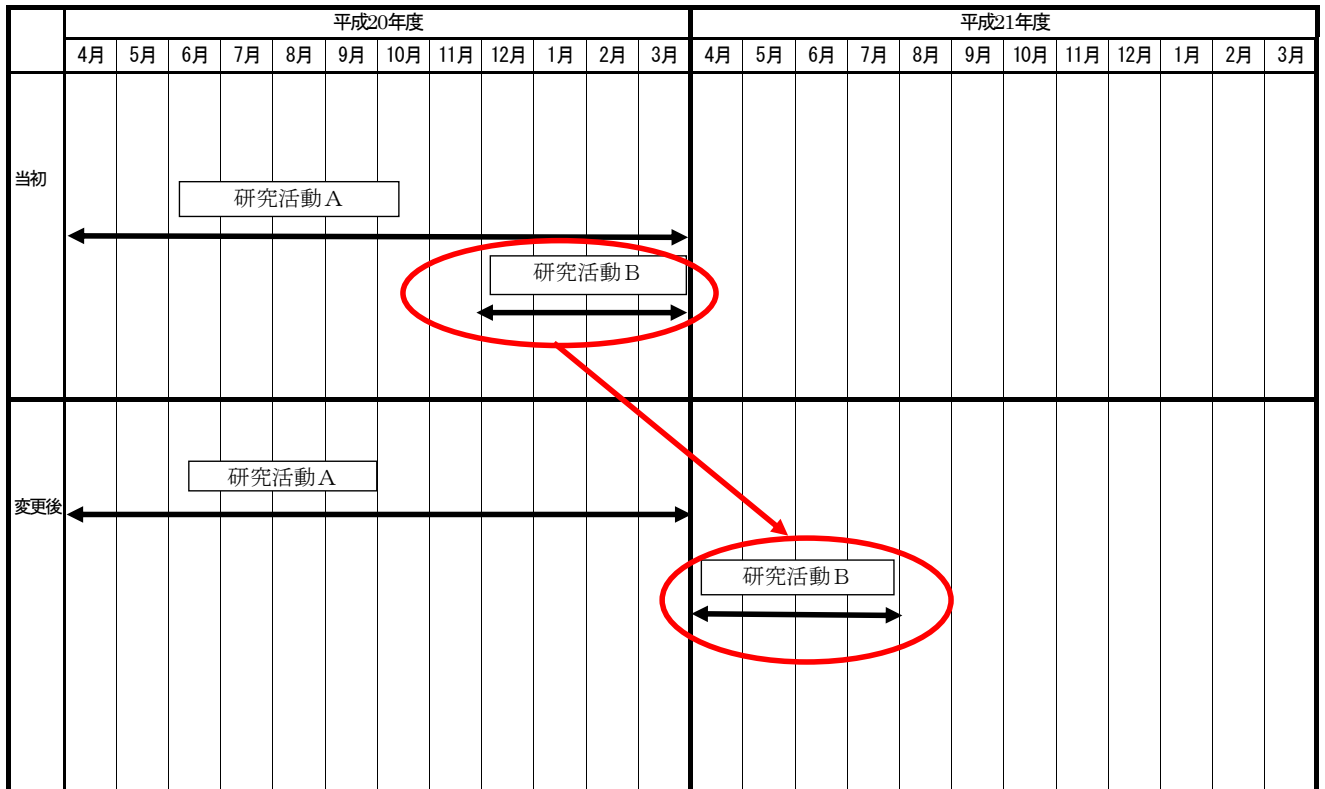 平成20年度 平成21年度
4月 5月 6月 7月 8月 9月 10月 11月 12月 1月 2月 3月 4月 5月 6月 7月 8月 9月 10月 11月 12月 1月 2月 3月
当初
研究活動A
研究活動B
変更後
研究活動A
研究活動B